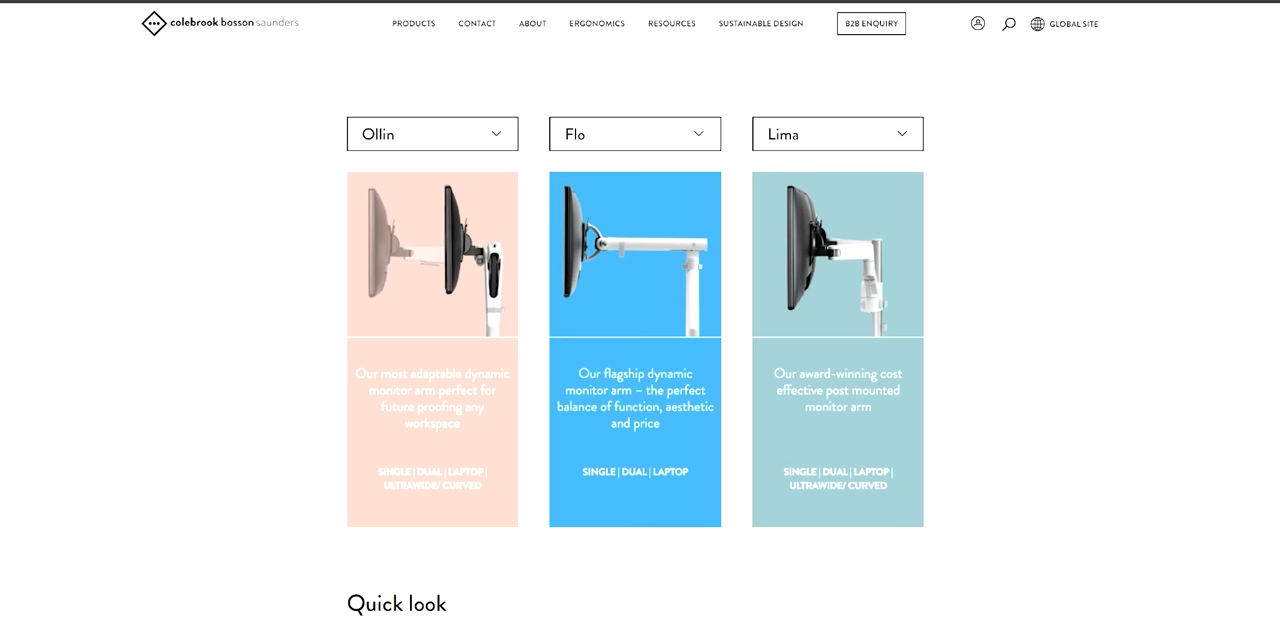 colebrook bosson saunders
PRODUCTS CONTACT ABOUT ERGONOMICS RESOURCES SUSTAINABLE DESIGN B2B ENQUIRY GLOBAL SITE
Ollin
Flo
Lima
Our most adaptable dynamic
monitor arm perfect for
future proofing any
workspace
SINGLE | DUAL | LAPTOP |
ULTRAWIDE/ CURVED
Our flagship dynamic
monitor arm – the perfect
balance of function, aesthetic
and price
SINGLE | DUAL | LAPTOP
Our award-winning cost
effective post mounted
monitor arm
SINGLE | DUAL | LAPTOP |
ULTRAWIDE/ CURVED
Quick look